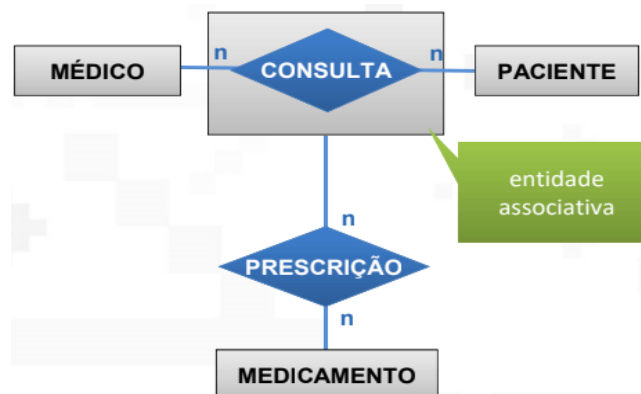 n
n
MÉDICO
CONSULTA
PACIENTE
entidade
associativa
n
PRESCRIÇÃO
n
MEDICAMENTO